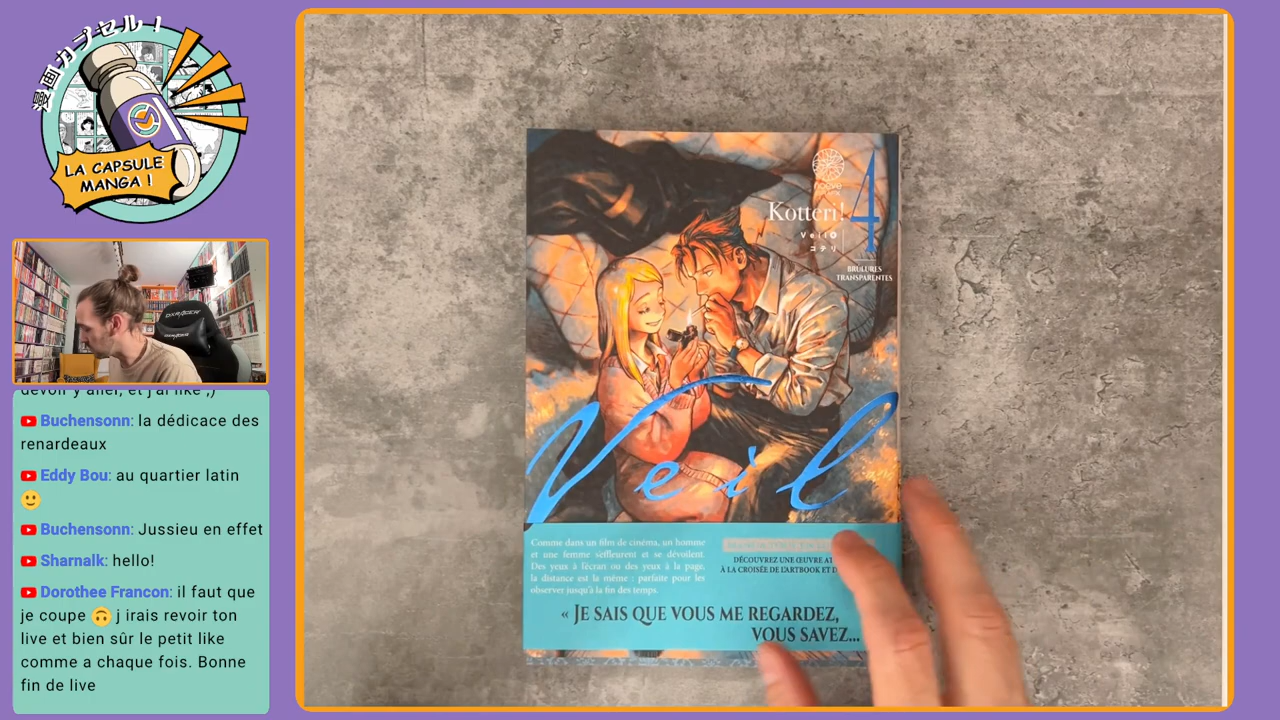 漫画カプセル!
LA CAPSULE
MANGA !
devoir y aller, et j'ai like ;)
Buchensonn: la dédicace des
renardeaux
Eddy Bou: au quartier latin
Buchensonn: Jussieu en effet
Sharnalk: hello!
Dorothee Francon: il faut que
je coupe j irais revoir ton
live et bien sûr le petit like
comme a chaque fois. Bonne
fin de live
4
Kotteri!
Veil
コテリ
BRÛLURES
TRANSPARENTES
Veil
Comme dans un film de cinéma, un homme
et une femme s'effleurent et se dévoilent.
Des yeux à l'écran ou des yeux à la page,
la distance est la même : parfaite pour les
observer jusqu'à la fin des temps.
DÉCOUVREZ UNE ŒUVRE
À LA CROISÉE DE L'ARTBOOK ET
« JE SAIS QUE VOUS ME REGARDEZ,
VOUS SAVEZ...